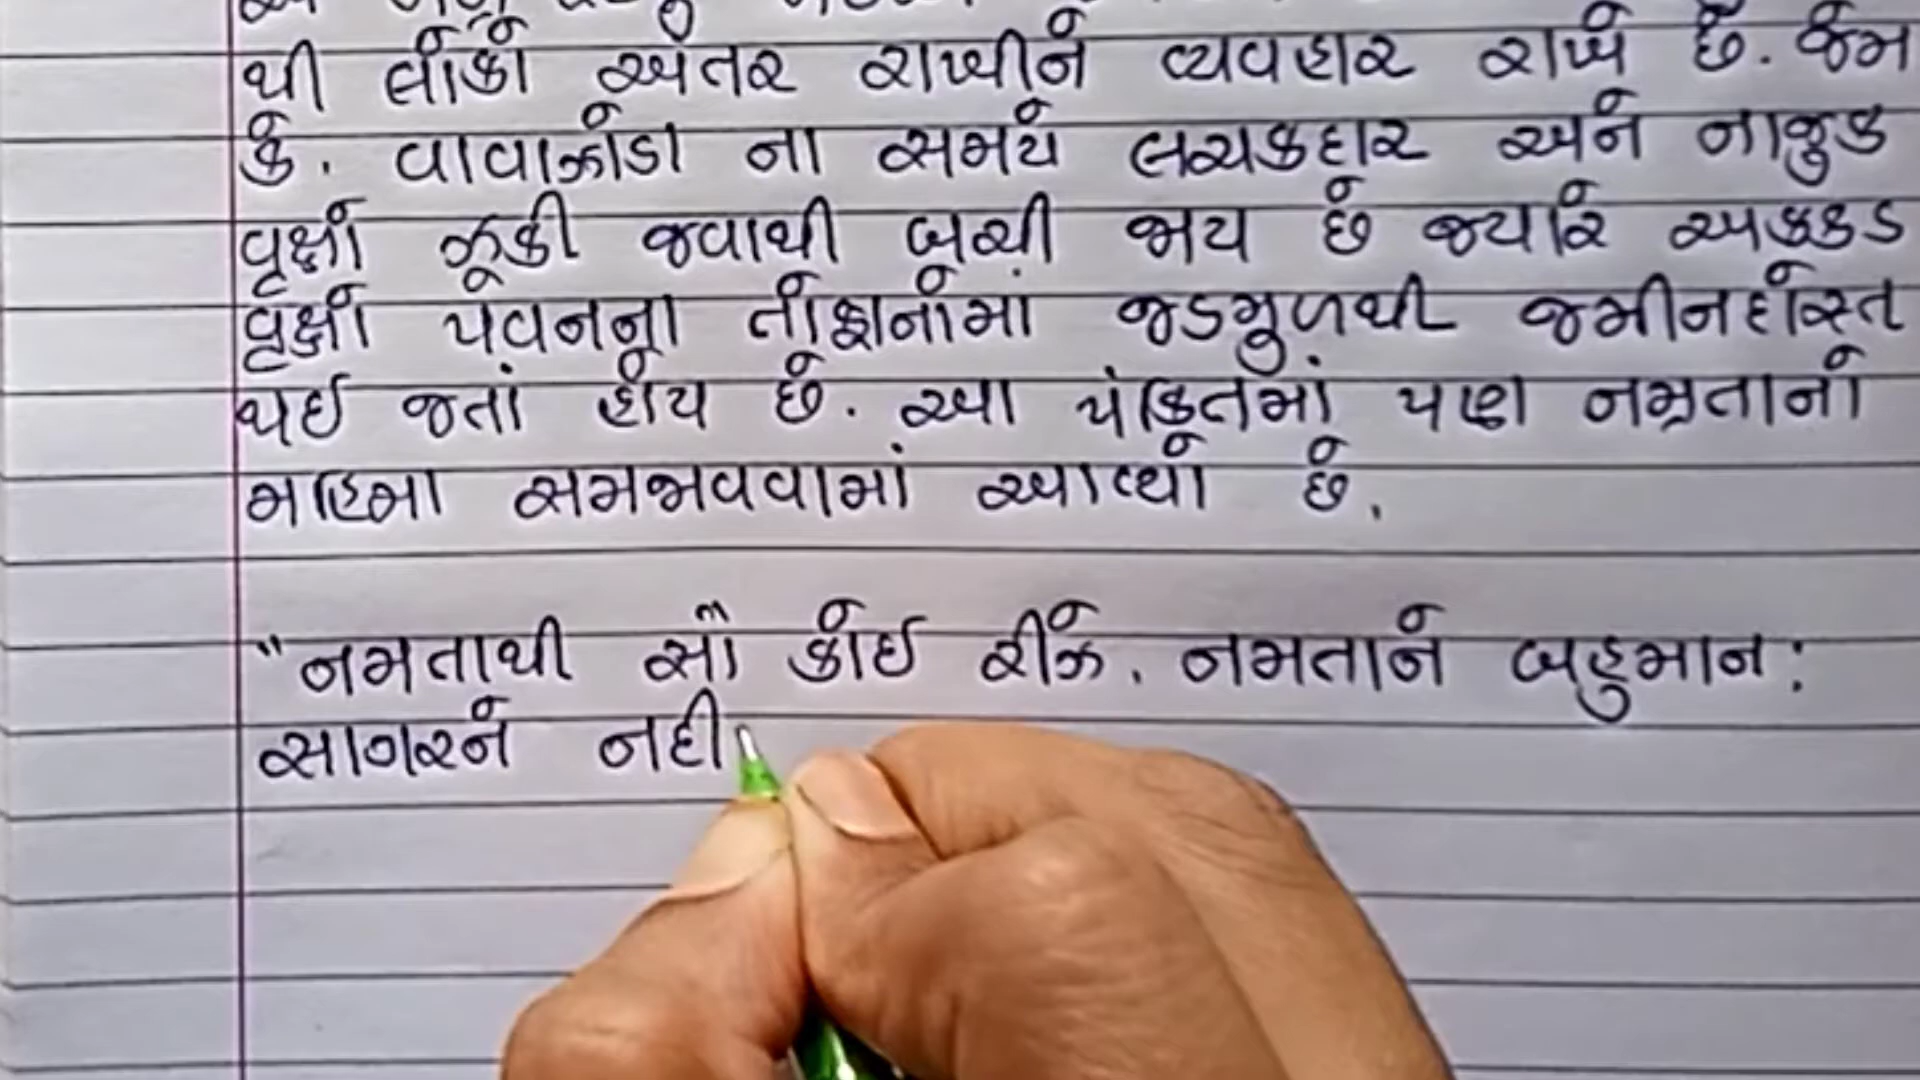 થી લોકો અંતર રાખીને વ્યવહાર રાખે છે. જેમ
કે. વાવાઝોડા ના સમયે લચકદાર અને નાજુક
વૃક્ષો ઝૂકી જવાથી બચી જાય છે જ્યારે અક્કડ
વૃક્ષો પવનના તોફાનોમાં જડમુળથી જમીનદોસ્ત
થઈ જતાં હોય છે. આ પંક્તિમાં પણ નમ્રતાનો
મહિમા સમજાવવામાં આવ્યો છે.
"નમતાથી સૌ કોઈ રીઝે. નમતાને બહુમાન:
સાગરને નદી